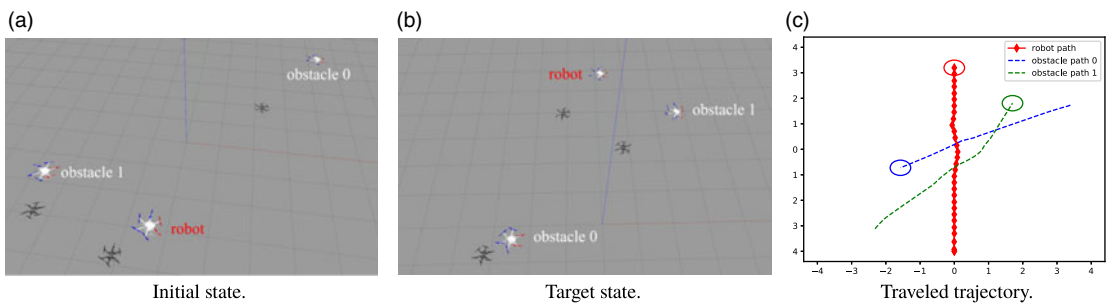 (a)
obstacle 0
obstacle 1
robot
Initial state.
(b)
robot
obstacle 1
obstacle 0
Target state.
(c)
robot path
obstacle path 0
obstacle path 1
4
3
2
1
0
1
2
3
4
−4 −3 −2 −1 0 1 2 3 4
Traveled trajectory.